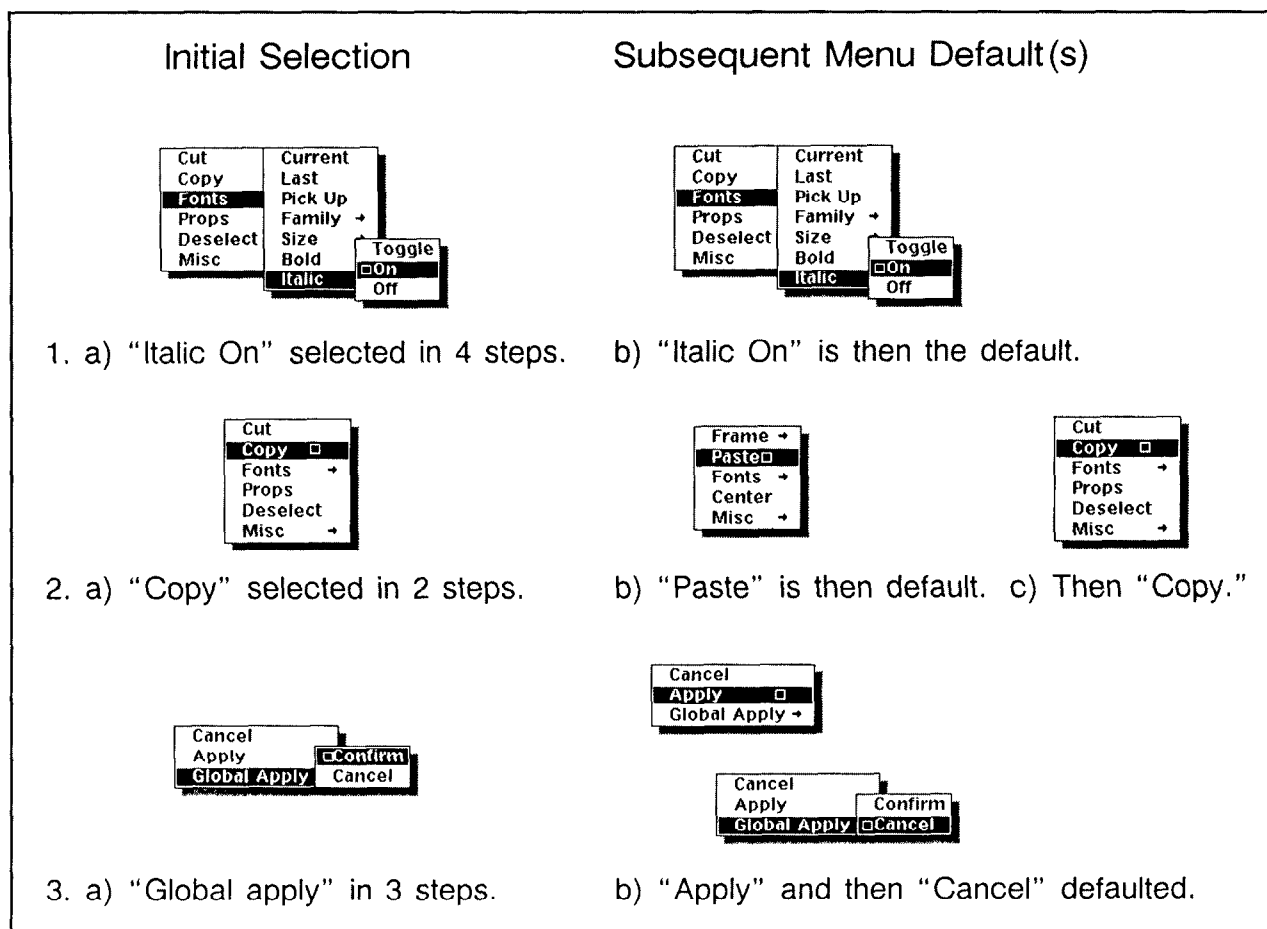 Initial Selection
Subsequent Menu Default(s)
Cut
Copy
Fonts
Props
Deselect
Misc
Current
Last
Pick Up
Family →
Size
Bold
Italic
Toggle
On
Off
Cut
Copy
Fonts
Props
Deselect
Misc
Current
Last
Pick Up
Family →
Size
Bold
Italic
Toggle
On
Off
1. a) “Italic On” selected in 4 steps.
b) “Italic On” is then the default.
Cut
Copy
Fonts →
Props
Deselect
Misc →
Frame →
Paste
Fonts →
Center
Misc →
Cut
Copy
Fonts →
Props
Deselect
Misc →
2. a) “Copy” selected in 2 steps.
b) “Paste” is then default.
c) Then “Copy.”
Cancel
Apply
Global Apply
Confirm
Cancel
Cancel
Apply
Global Apply →
Cancel
Apply
Global Apply
Confirm
Cancel
3. a) “Global apply” in 3 steps.
b) “Apply” and then “Cancel” defaulted.